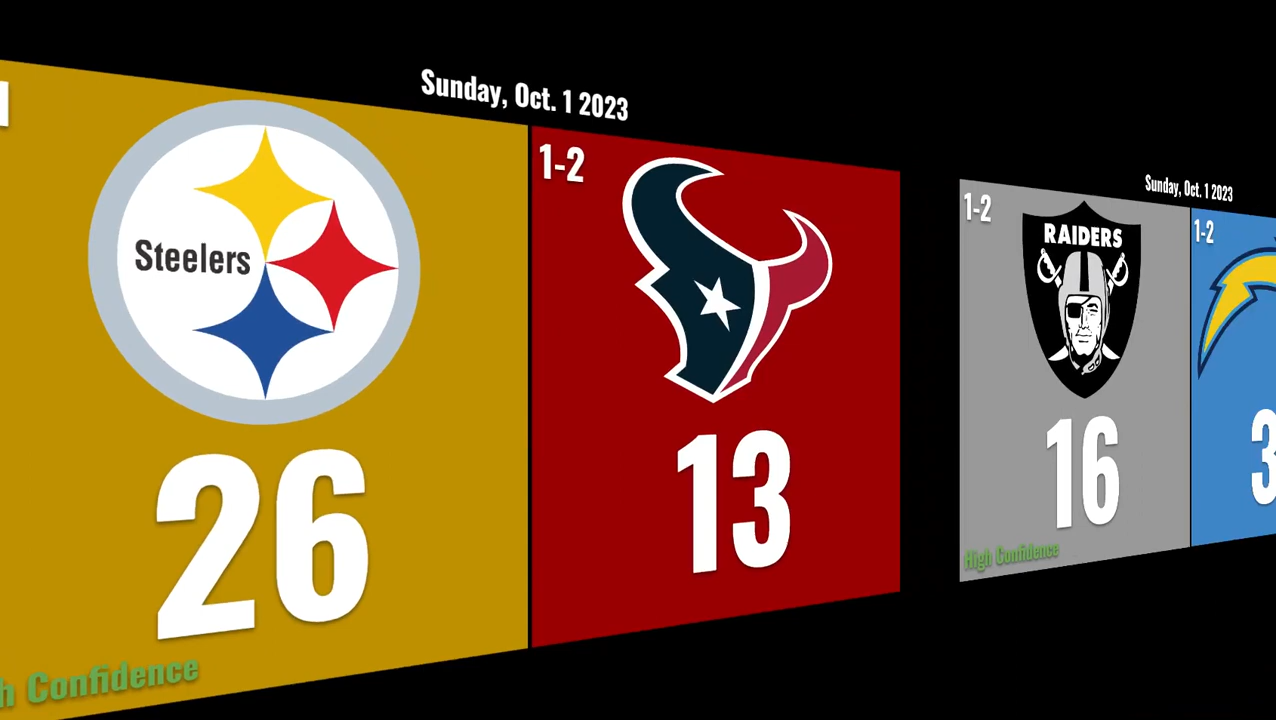 Sunday, Oct. 1 2023
Steelers
26
1-2
13
Confidence
Sunday, Oct. 1 2023
1-2
RAIDERS
16
High Confidence
1-2
3